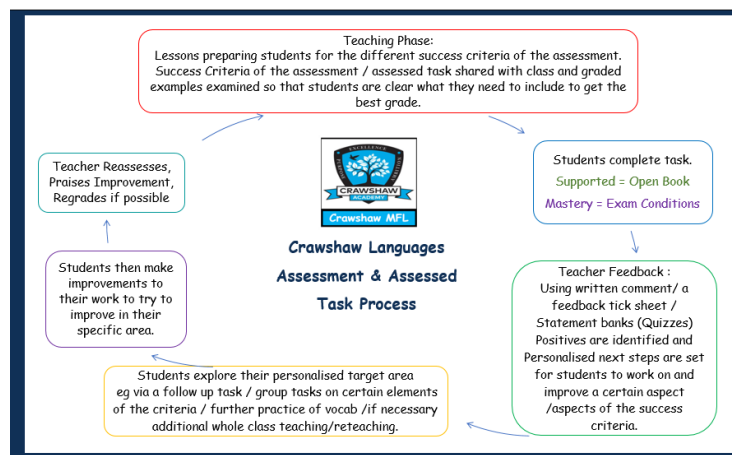 Teaching Phase:
Lessons preparing students for the different success criteria of the assessment.
Success Criteria of the assessment / assessed task shared with class and graded
examples examined so that students are clear what they need to include to get the
best grade.
Students complete task.
Supported = Open Book
Mastery = Exam Conditions
Teacher Feedback :
Using written comment/ a
feedback tick sheet /
Statement banks (Quizzes)
Positives are identified and
Personalised next steps are set
for students to work on and
improve a certain aspect
/aspects of the success
criteria.
Students explore their personalised target area
eg via a follow up task / group tasks on certain elements
of the criteria / further practice of vocab /if necessary
additional whole class teaching/reteaching.
Students then make
improvements to
their work to try to
improve in their
specific area.
Teacher Reassesses,
Praises Improvement,
Regrades if possible
EXCELLENCE
CRAWSHAW
ACADEMY
Crawshaw MFL
Crawshaw Languages
Assessment & Assessed
Task Process